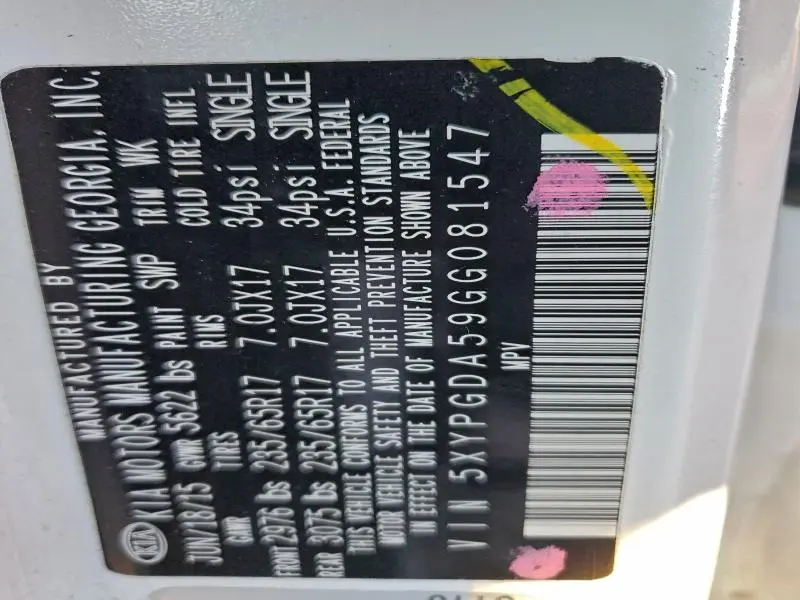 MANUFACTURED BY
KIA KIA MOTORS MANUFACTURING GEORGIA, INC.
JUN/18/15 GWR 5622 lbs PAINT SWP TRIM WK
GWR TIRES RIMS COLD TIRE INFL
FRONT 2976 lbs 235/65R17 7.0JX17 34psi SINGLE
REAR 3075 lbs 235/65R17 7.0JX17 34psi SINGLE
THIS VEHICLE CONFORMS TO ALL APPLICABLE U.S.A. FEDERAL
MOTOR VEHICLE SAFETY AND THEFT PREVENTION STANDARDS
IN EFFECT ON THE DATE OF MANUFACTURE SHOWN ABOVE
VIN 5XYPGDA59GG081547
MPV